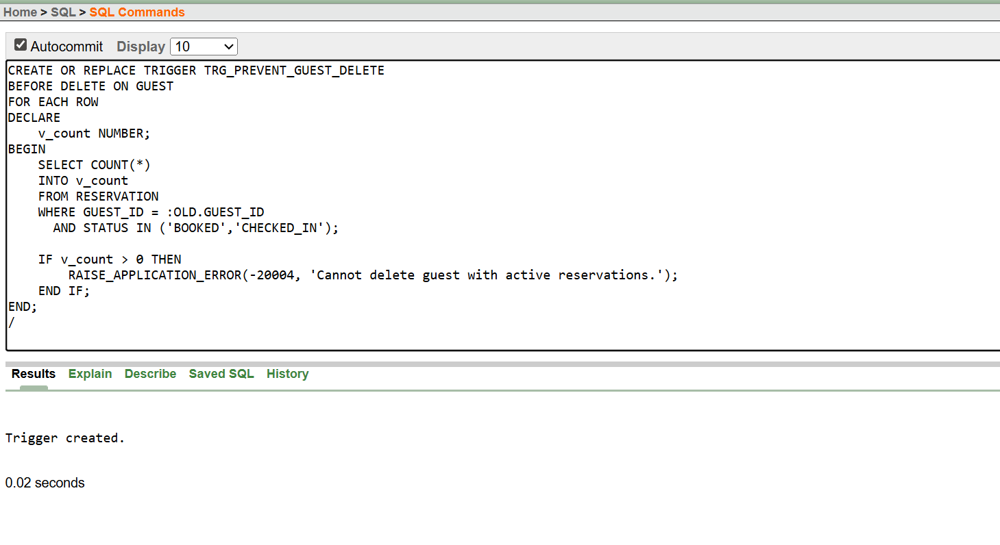 Home > SQL > SQL Commands
Autocommit Display 10
CREATE OR REPLACE TRIGGER TRG_PREVENT_GUEST_DELETE
BEFORE DELETE ON GUEST
FOR EACH ROW
DECLARE
    v_count NUMBER;
BEGIN
    SELECT COUNT(*)
    INTO v_count
    FROM RESERVATION
    WHERE GUEST_ID = :OLD.GUEST_ID
      AND STATUS IN ('BOOKED','CHECKED_IN');

    IF v_count > 0 THEN
        RAISE_APPLICATION_ERROR(-20004, 'Cannot delete guest with active reservations.');
    END IF;
END;
/
Results Explain Describe Saved SQL History
Trigger created.
0.02 seconds